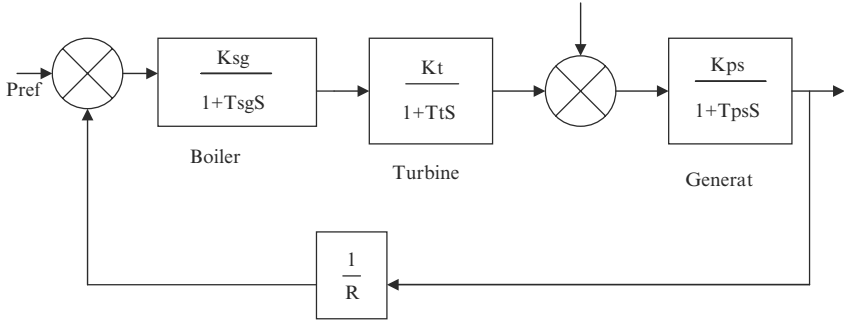 Pref
Ksg
1+TsgS
Boiler
Kt
1+TtS
Turbine
Kps
1+TpsS
Generat
1
R